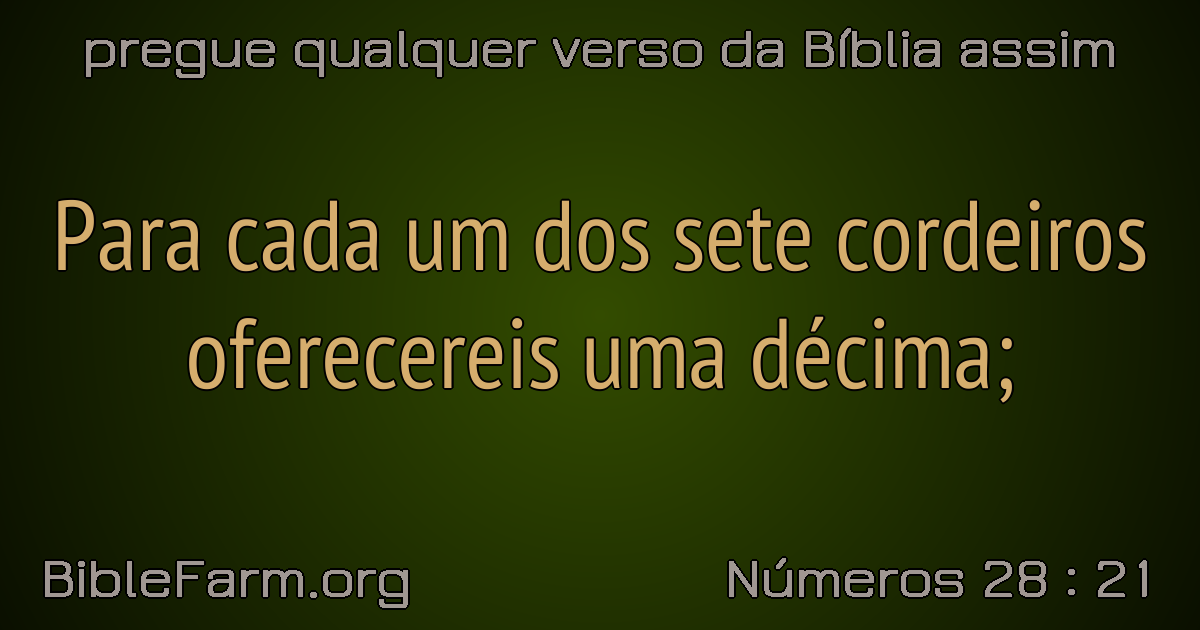 pregue qualquer verso da Bíblia assim
Para cada um dos sete cordeiros
oferecereis uma décima;
BibleFarm.org
Números 28 : 21